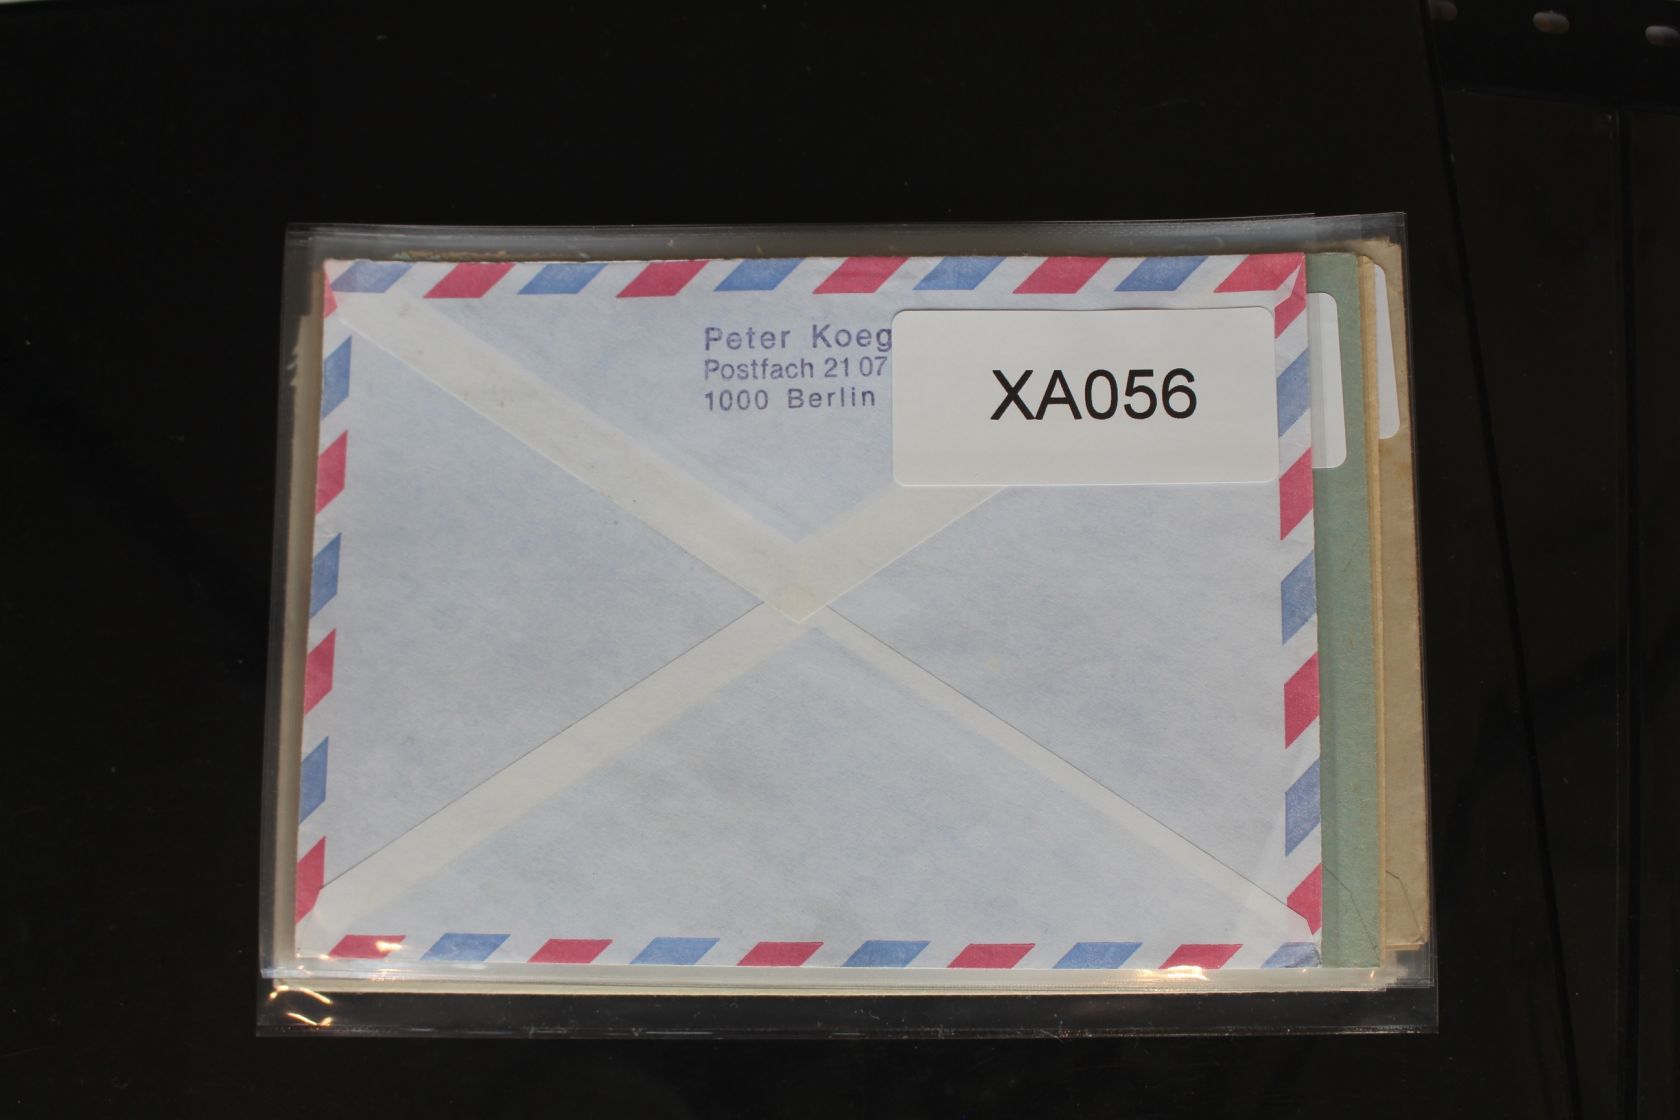 Peter Koeg
Postfach 21 07
1000 Berlin
XA056